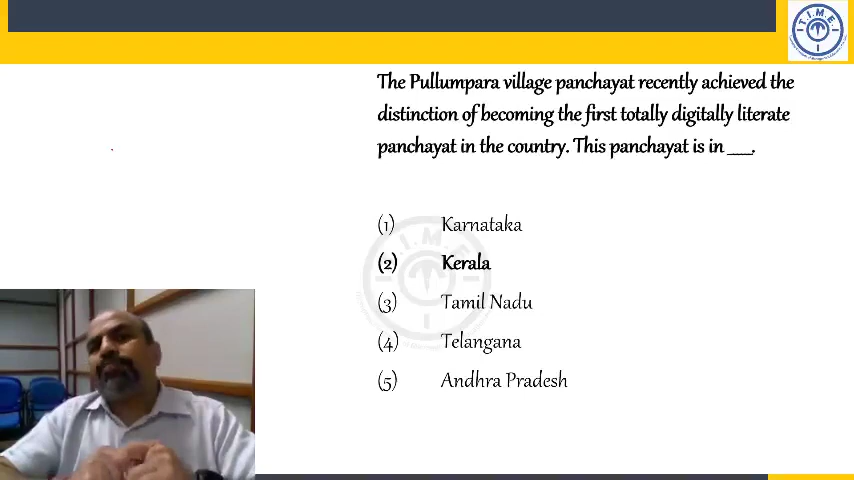 T.I.M.E.
The Pullumpara village panchayat recently achieved the
distinction of becoming the first totally digitally literate
panchayat in the country. This panchayat is in ___.
(1) Karnataka
(2) Kerala
(3) Tamil Nadu
(4) Telangana
(5) Andhra Pradesh